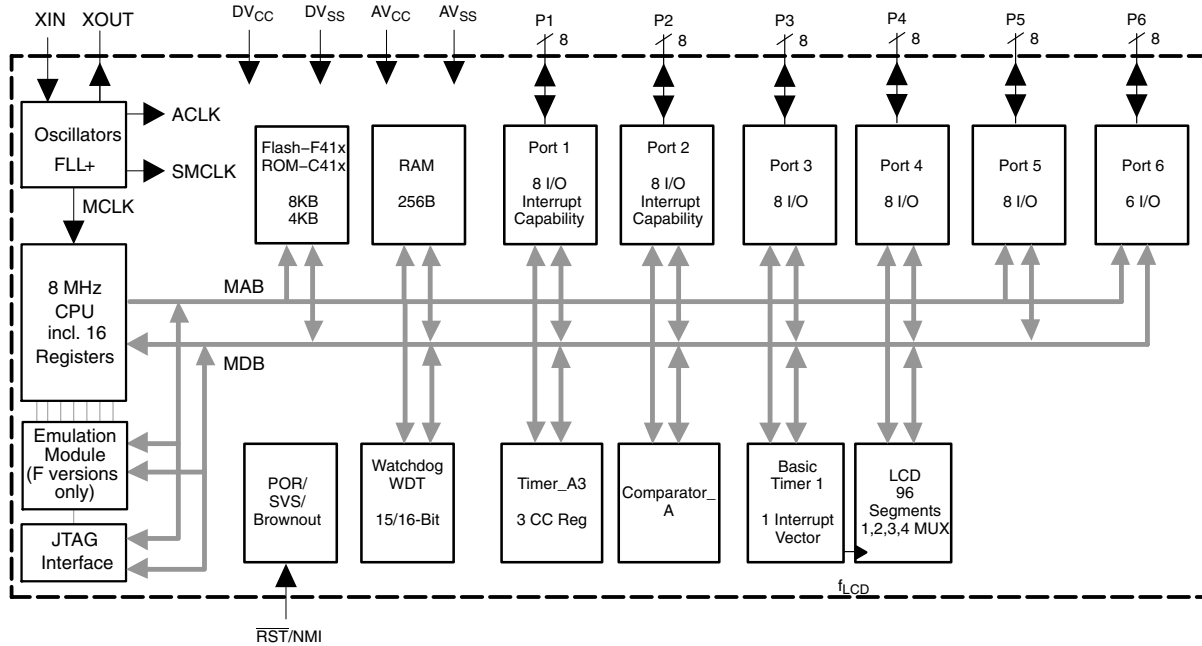 XIN XOUT DVCC DVSS AVCC AVSS P1 P2 P3 P4 P5 P6
8 8 8 8 8 8
Oscillators
FLL+
ACLK
SMCLK
MCLK
Flash−F41x
ROM−C41x
8KB
4KB
RAM
256B
Port 1
8 I/O
Interrupt
Capability
Port 2
8 I/O
Interrupt
Capability
Port 3
8 I/O
Port 4
8 I/O
Port 5
8 I/O
Port 6
6 I/O
8 MHz
CPU
incl. 16
Registers
MAB
MDB
Emulation
Module
(F versions
only)
JTAG
Interface
POR/
SVS/
Brownout
Watchdog
WDT
15/16-Bit
Timer_A3
3 CC Reg
Comparator_
A
Basic
Timer 1
1 Interrupt
Vector
LCD
96
Segments
1,2,3,4 MUX
fLCD
RST/NMI